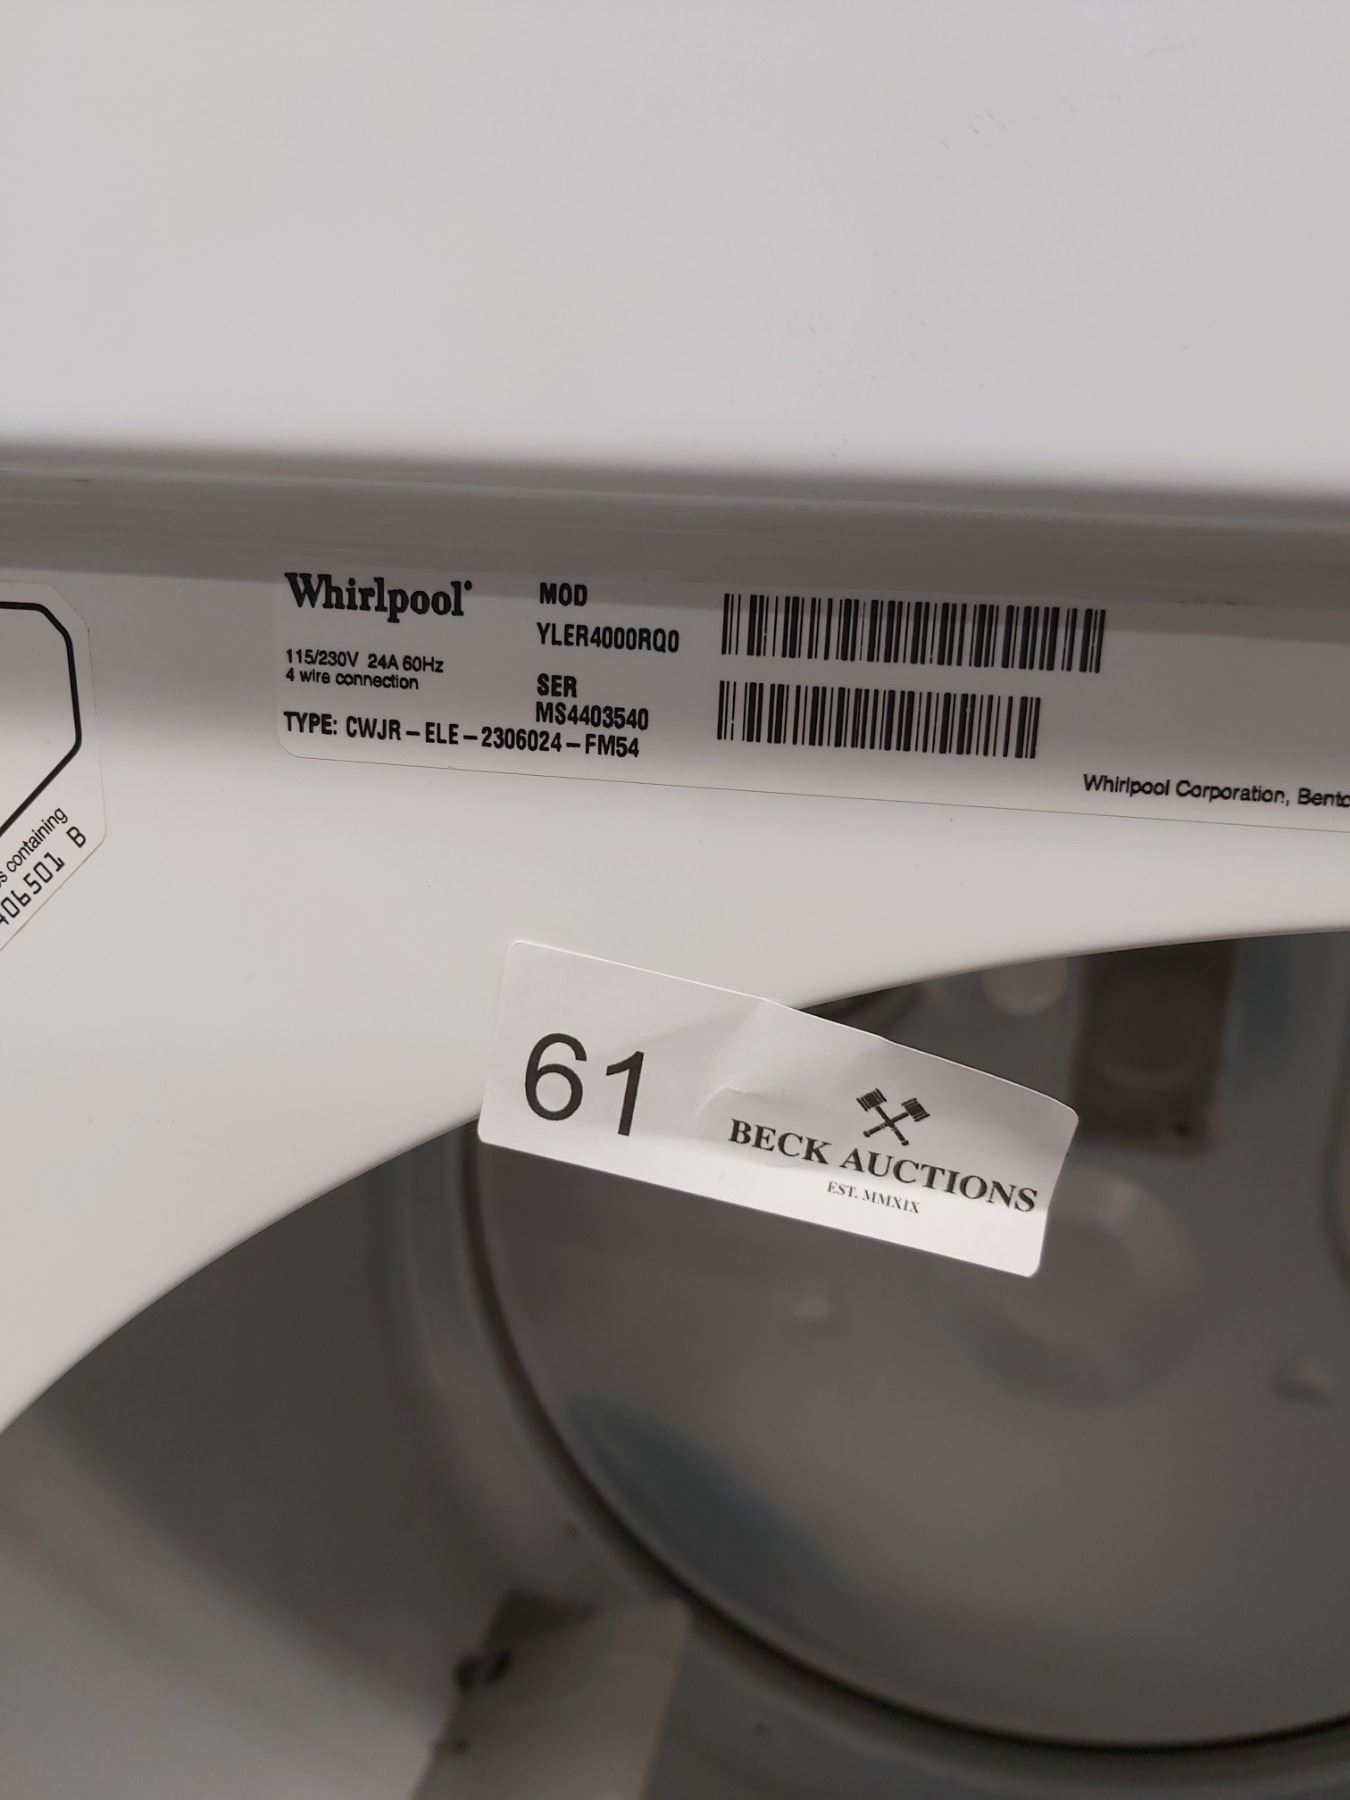 Whirlpool
MOD
YLER4000RQ0
115/230V 24A 60Hz
4 wire connection
SER
MS4403540
TYPE: CWJR-ELE-2306024-FM54
Whirlpool Corporation,
containing
406501 B
61
BECK AUCTIONS
EST. MMXIX